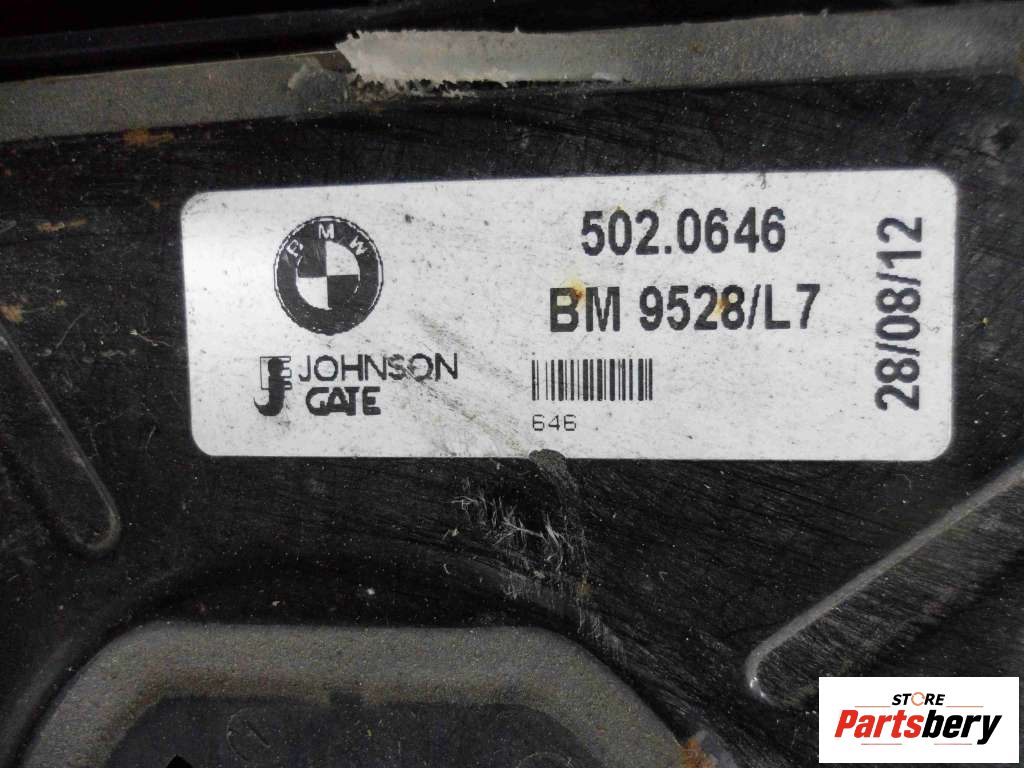 BMW
502.0646
BM 9528/L7
28/08/12
JOHNSON
GATE
646
STORE
Partsbery